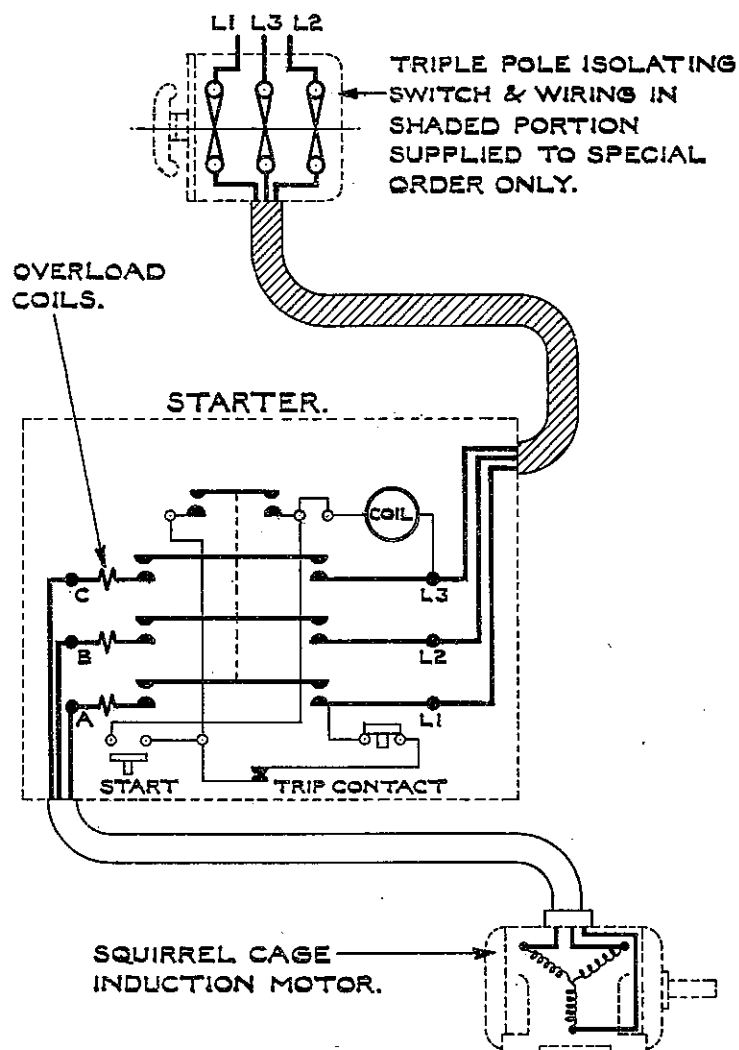 L1 L3 L2
TRIPLE POLE ISOLATING
SWITCH & WIRING IN
SHADED PORTION
SUPPLIED TO SPECIAL
ORDER ONLY.
OVERLOAD
COILS.
STARTER.
COIL
C
L3
B
L2
A
L1
START
TRIP CONTACT
SQUIRREL CAGE
INDUCTION MOTOR.